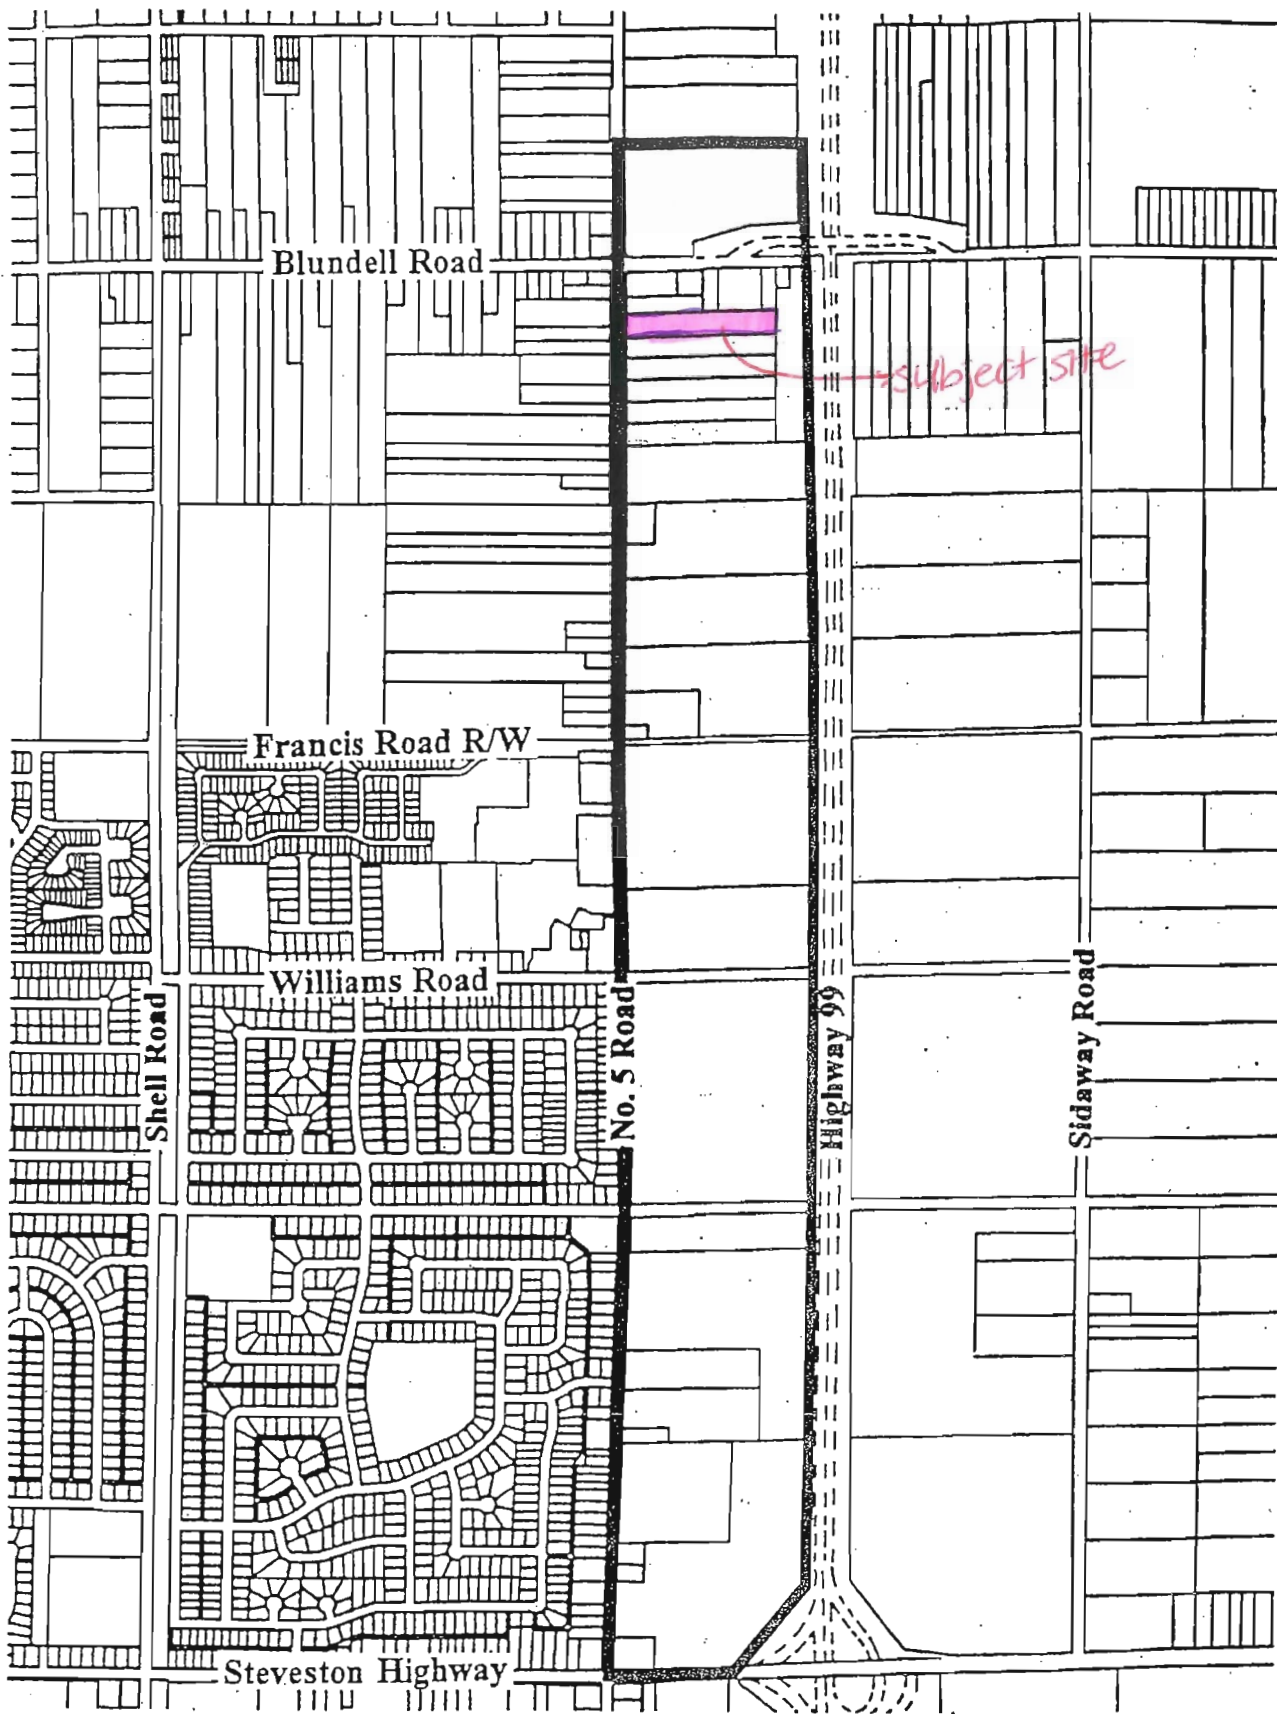 Blundell Road
subject site
Francis Road R/W
Williams Road
Shell Road
No. 5 Road
Highway 99
Sidaway Road
Steveston Highway